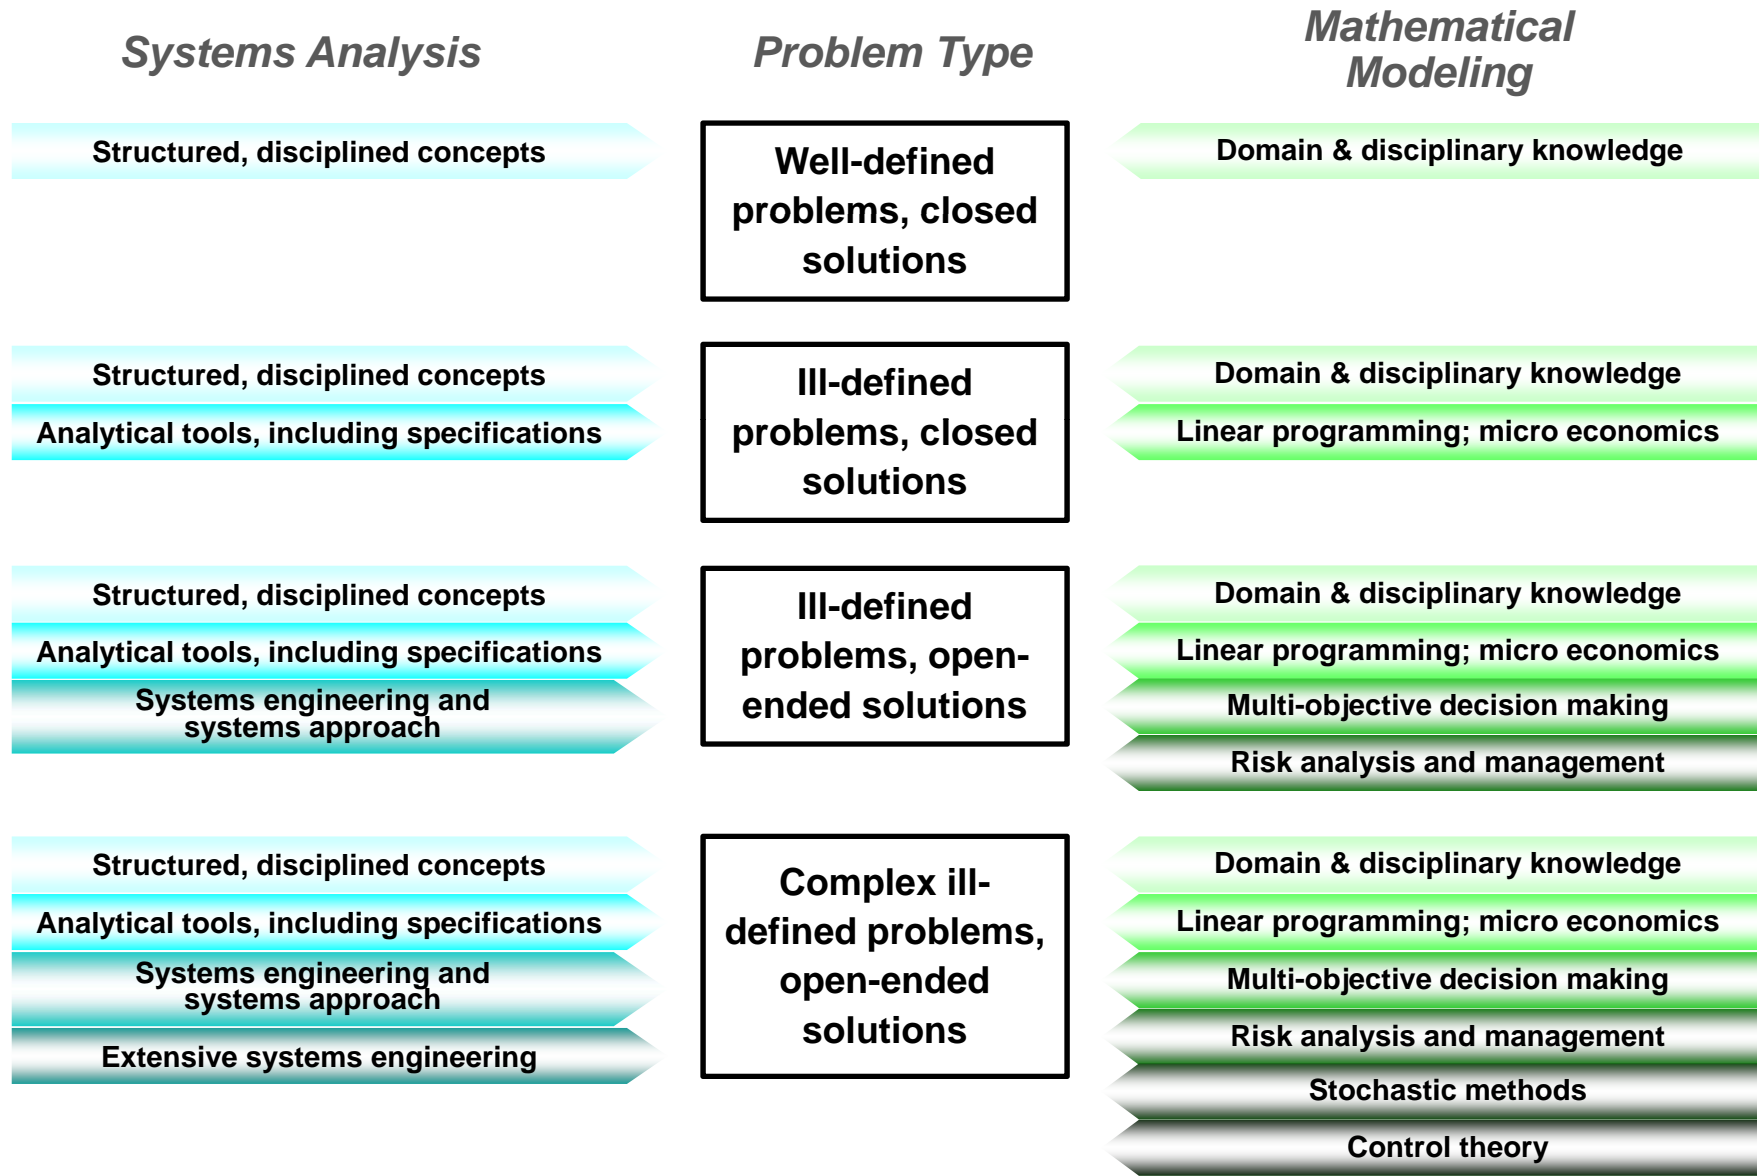 Systems Analysis
Problem Type
Mathematical
Modeling
Structured, disciplined concepts
Well-defined
problems, closed
solutions
Domain & disciplinary knowledge
Structured, disciplined concepts
Analytical tools, including specifications
Ill-defined
problems, closed
solutions
Domain & disciplinary knowledge
Linear programming; micro economics
Structured, disciplined concepts
Analytical tools, including specifications
Systems engineering and
systems approach
Ill-defined
problems, open-
ended solutions
Domain & disciplinary knowledge
Linear programming; micro economics
Multi-objective decision making
Risk analysis and management
Structured, disciplined concepts
Analytical tools, including specifications
Systems engineering and
systems approach
Extensive systems engineering
Complex ill-
defined problems,
open-ended
solutions
Domain & disciplinary knowledge
Linear programming; micro economics
Multi-objective decision making
Risk analysis and management
Stochastic methods
Control theory